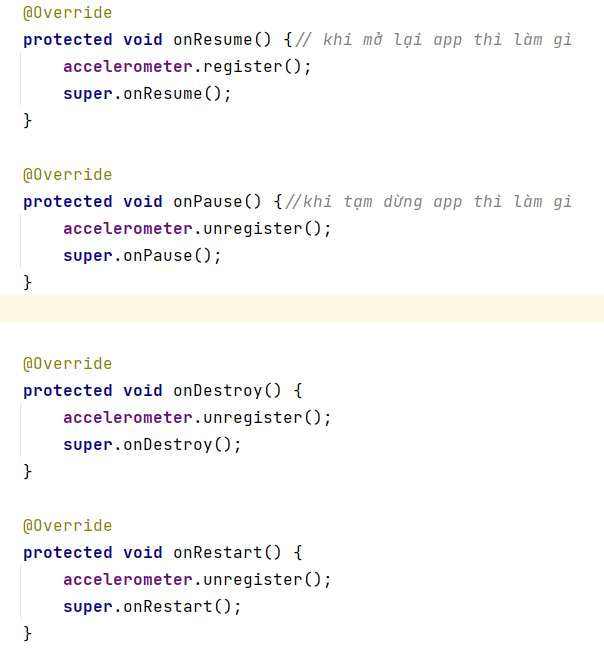 @Override
protected void onResume() {// khi mở lại app thì làm gì
    accelerometer.register();
    super.onResume();
}

@Override
protected void onPause() {//khi tạm dừng app thì làm gì
    accelerometer.unregister();
    super.onPause();
}

@Override
protected void onDestroy() {
    accelerometer.unregister();
    super.onDestroy();
}

@Override
protected void onRestart() {
    accelerometer.unregister();
    super.onRestart();
}